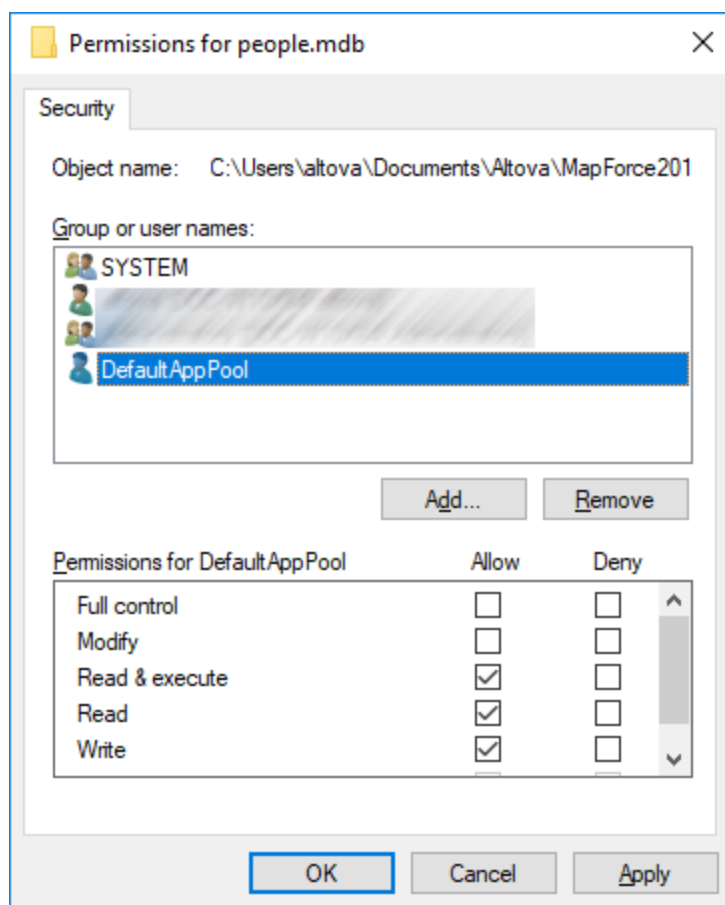 Permissions for people.mdb
Security
Object name: C:\Users\altova\Documents\Altova\MapForce201
Group or user names:
SYSTEM
DefaultAppPool
Add... Remove
Permissions for DefaultAppPool Allow Deny
Full control
Modify
Read & execute
Read
Write
OK Cancel Apply